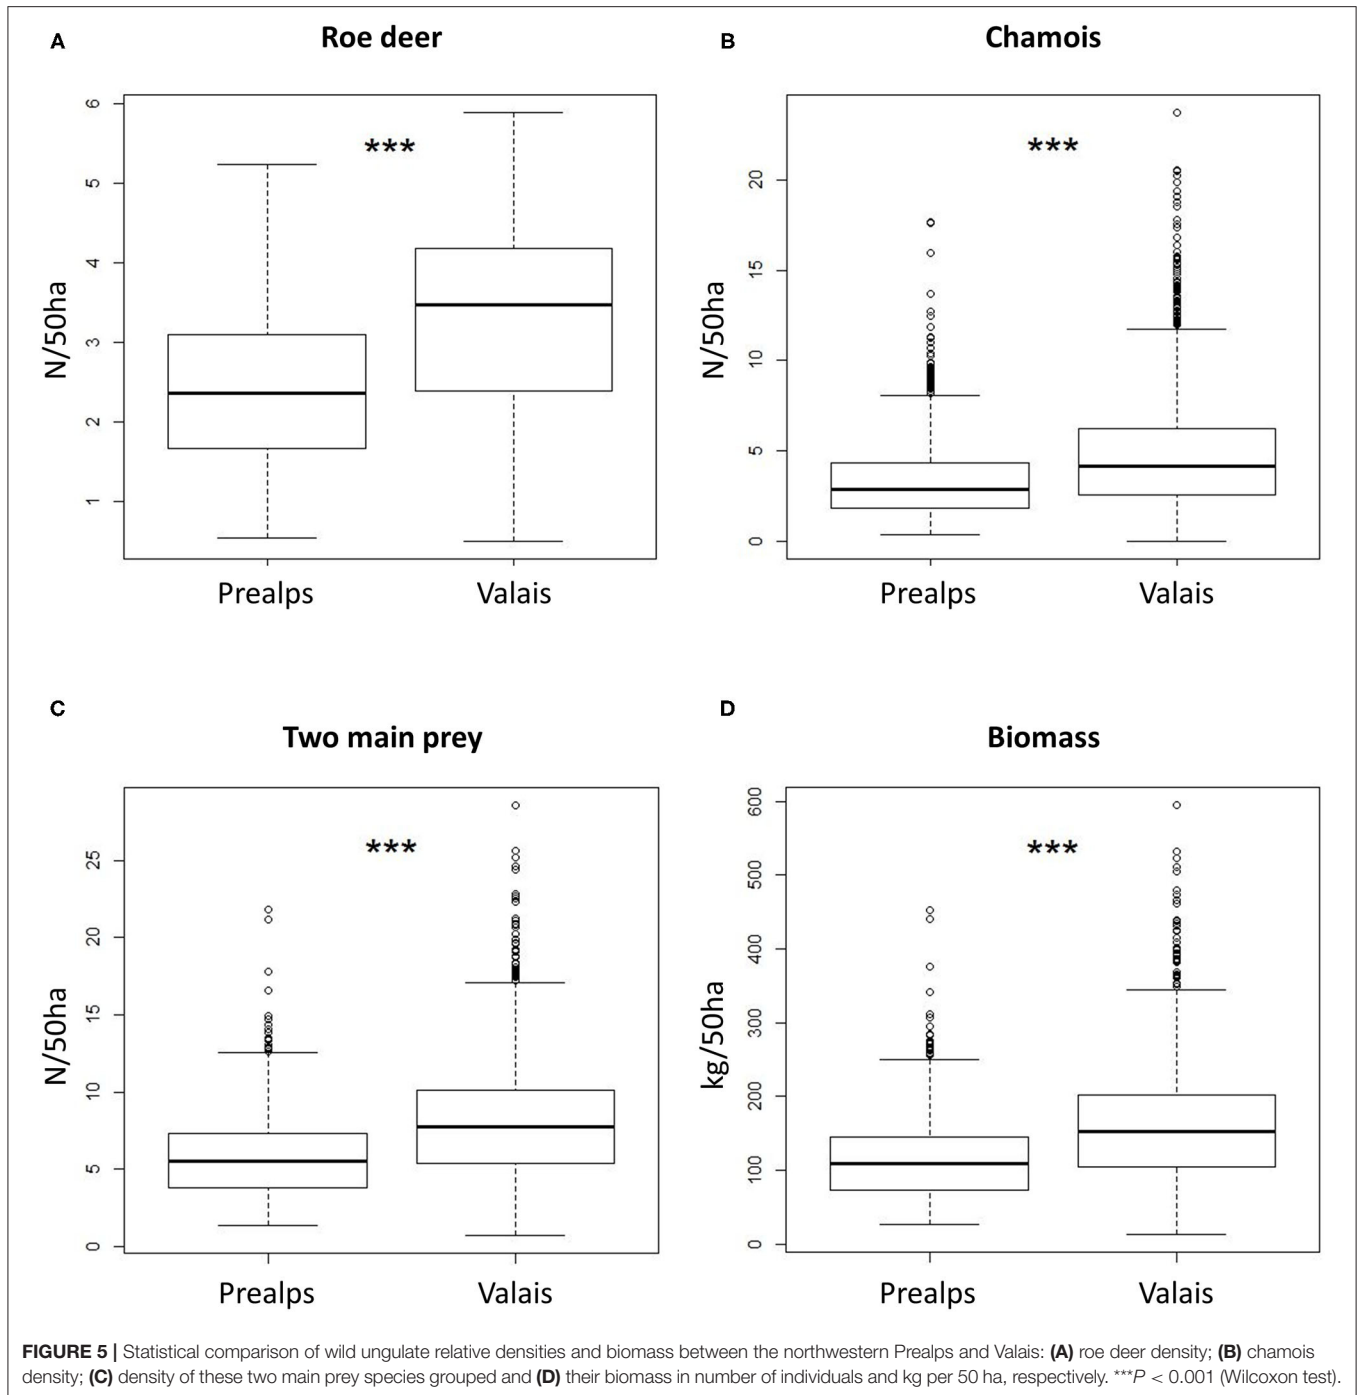 A
Roe deer
B
Chamois
N/50ha
6
5
4
3
2
1
***
Prealps
Valais
N/50ha
20
15
10
5
0
***
Prealps
Valais
C
Two main prey
D
Biomass
N/50ha
25
20
15
10
5
0
***
Prealps
Valais
kg/50ha
600
500
400
300
200
100
0
***
Prealps
Valais
FIGURE 5 | Statistical comparison of wild ungulate relative densities and biomass between the northwestern Prealps and Valais: (A) roe deer density; (B) chamois
density; (C) density of these two main prey species grouped and (D) their biomass in number of individuals and kg per 50 ha, respectively. ***P < 0.001 (Wilcoxon test).